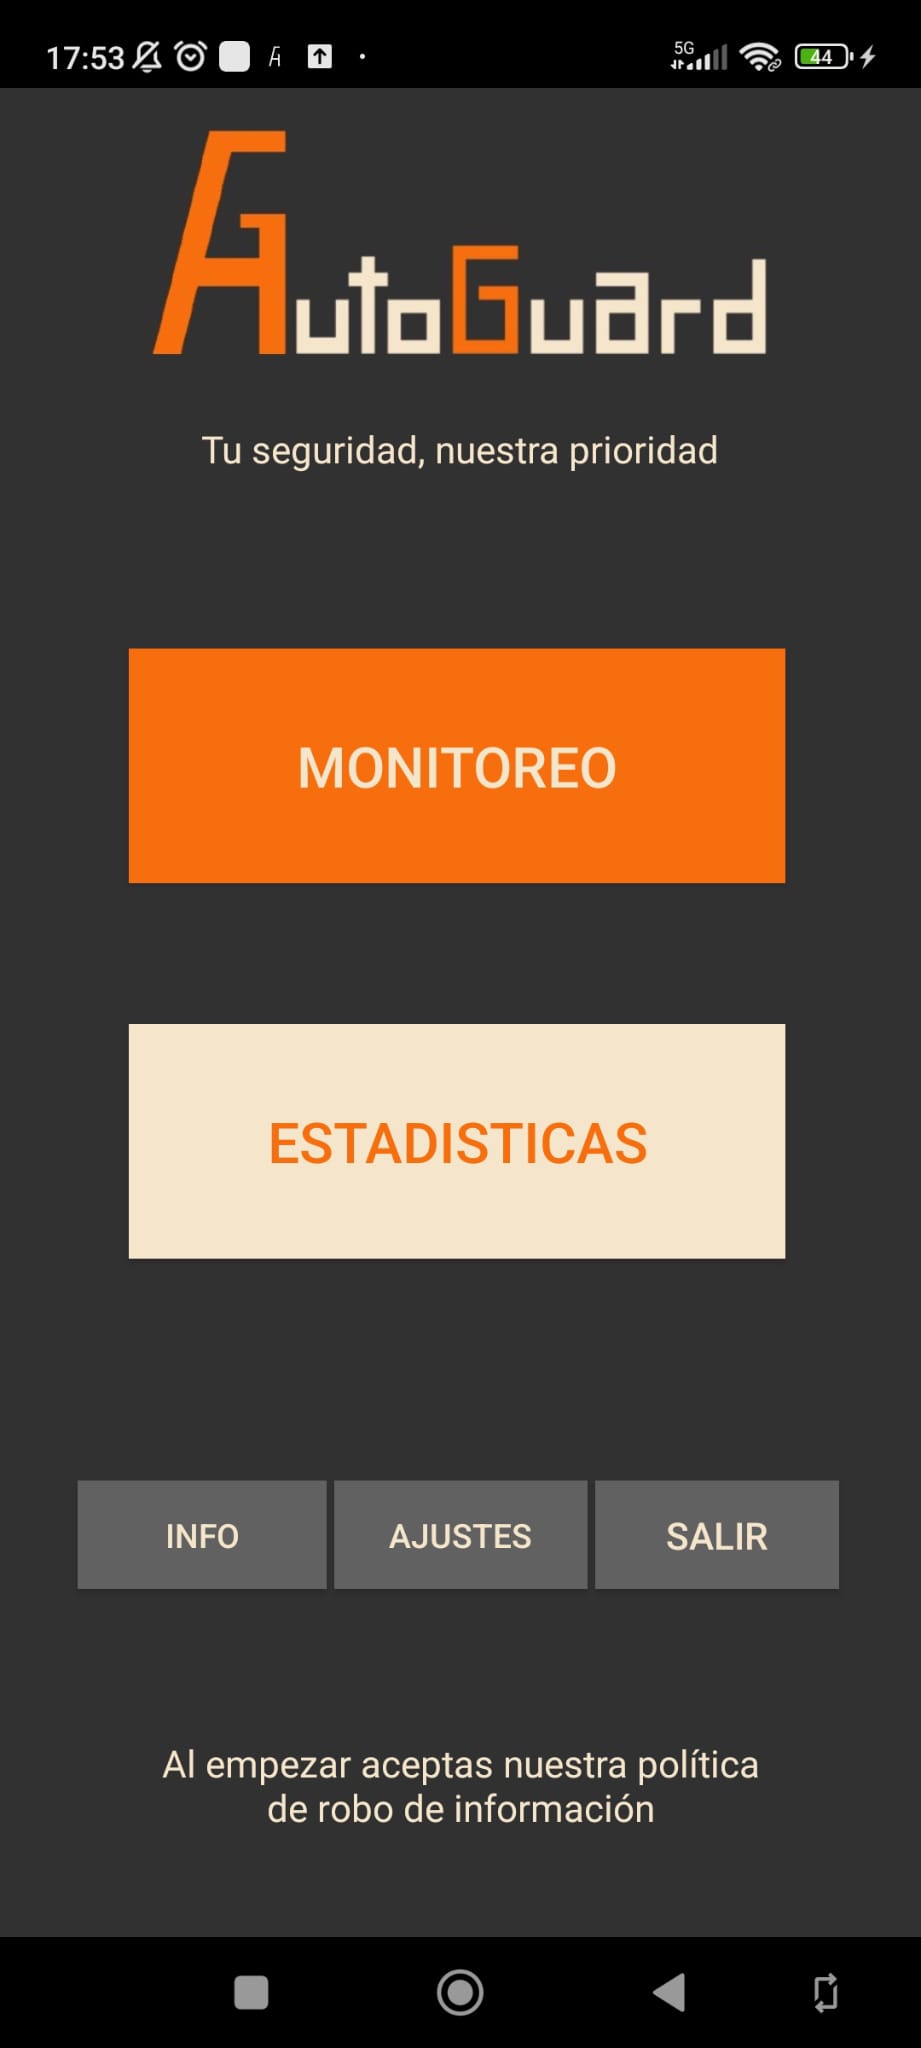 17:53
5G
44
AutoGuard
Tu seguridad, nuestra prioridad
MONITOREO
ESTADISTICAS
INFO
AJUSTES
SALIR
Al empezar aceptas nuestra política
de robo de información